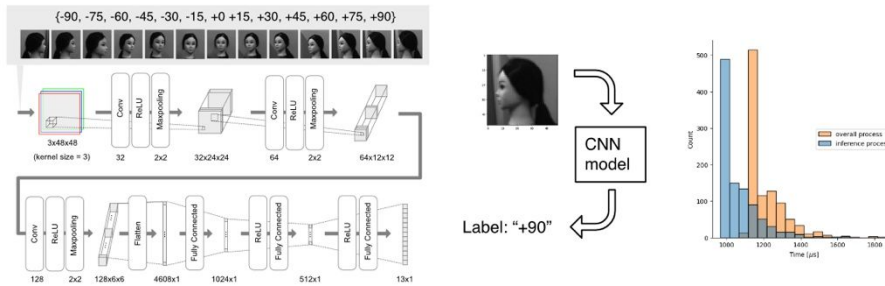 {-90, -75, -60, -45, -30, -15, +0 +15, +30, +45, +60, +75, +90}
Conv
ReLU
Maxpooling
Conv
ReLU
Maxpooling
3x48x48
(kernel size = 3)
32
2x2
32x24x24
64
2x2
64x12x12
Conv
ReLU
Maxpooling
Flatten
Fully Connected
ReLU
Fully Connected
ReLU
Fully Connected
128
2x2
128x6x6
4608x1
1024x1
512x1
13x1
CNN
model
Label: "+90"
500
400
300
200
100
0
Count
overall process
inference process
1000
1200
1400
1600
1800
Time [µs]